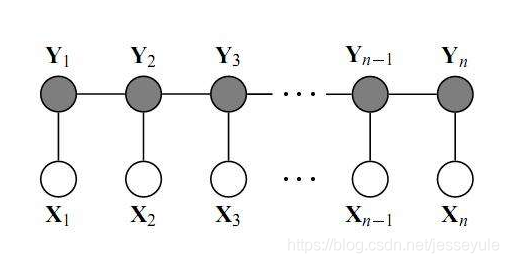 Y1 Y2 Y3 Yn−1 Yn
· · ·
· · ·
X1 X2 X3 Xn−1 Xn
https://blog.csdn.net/jesseyule